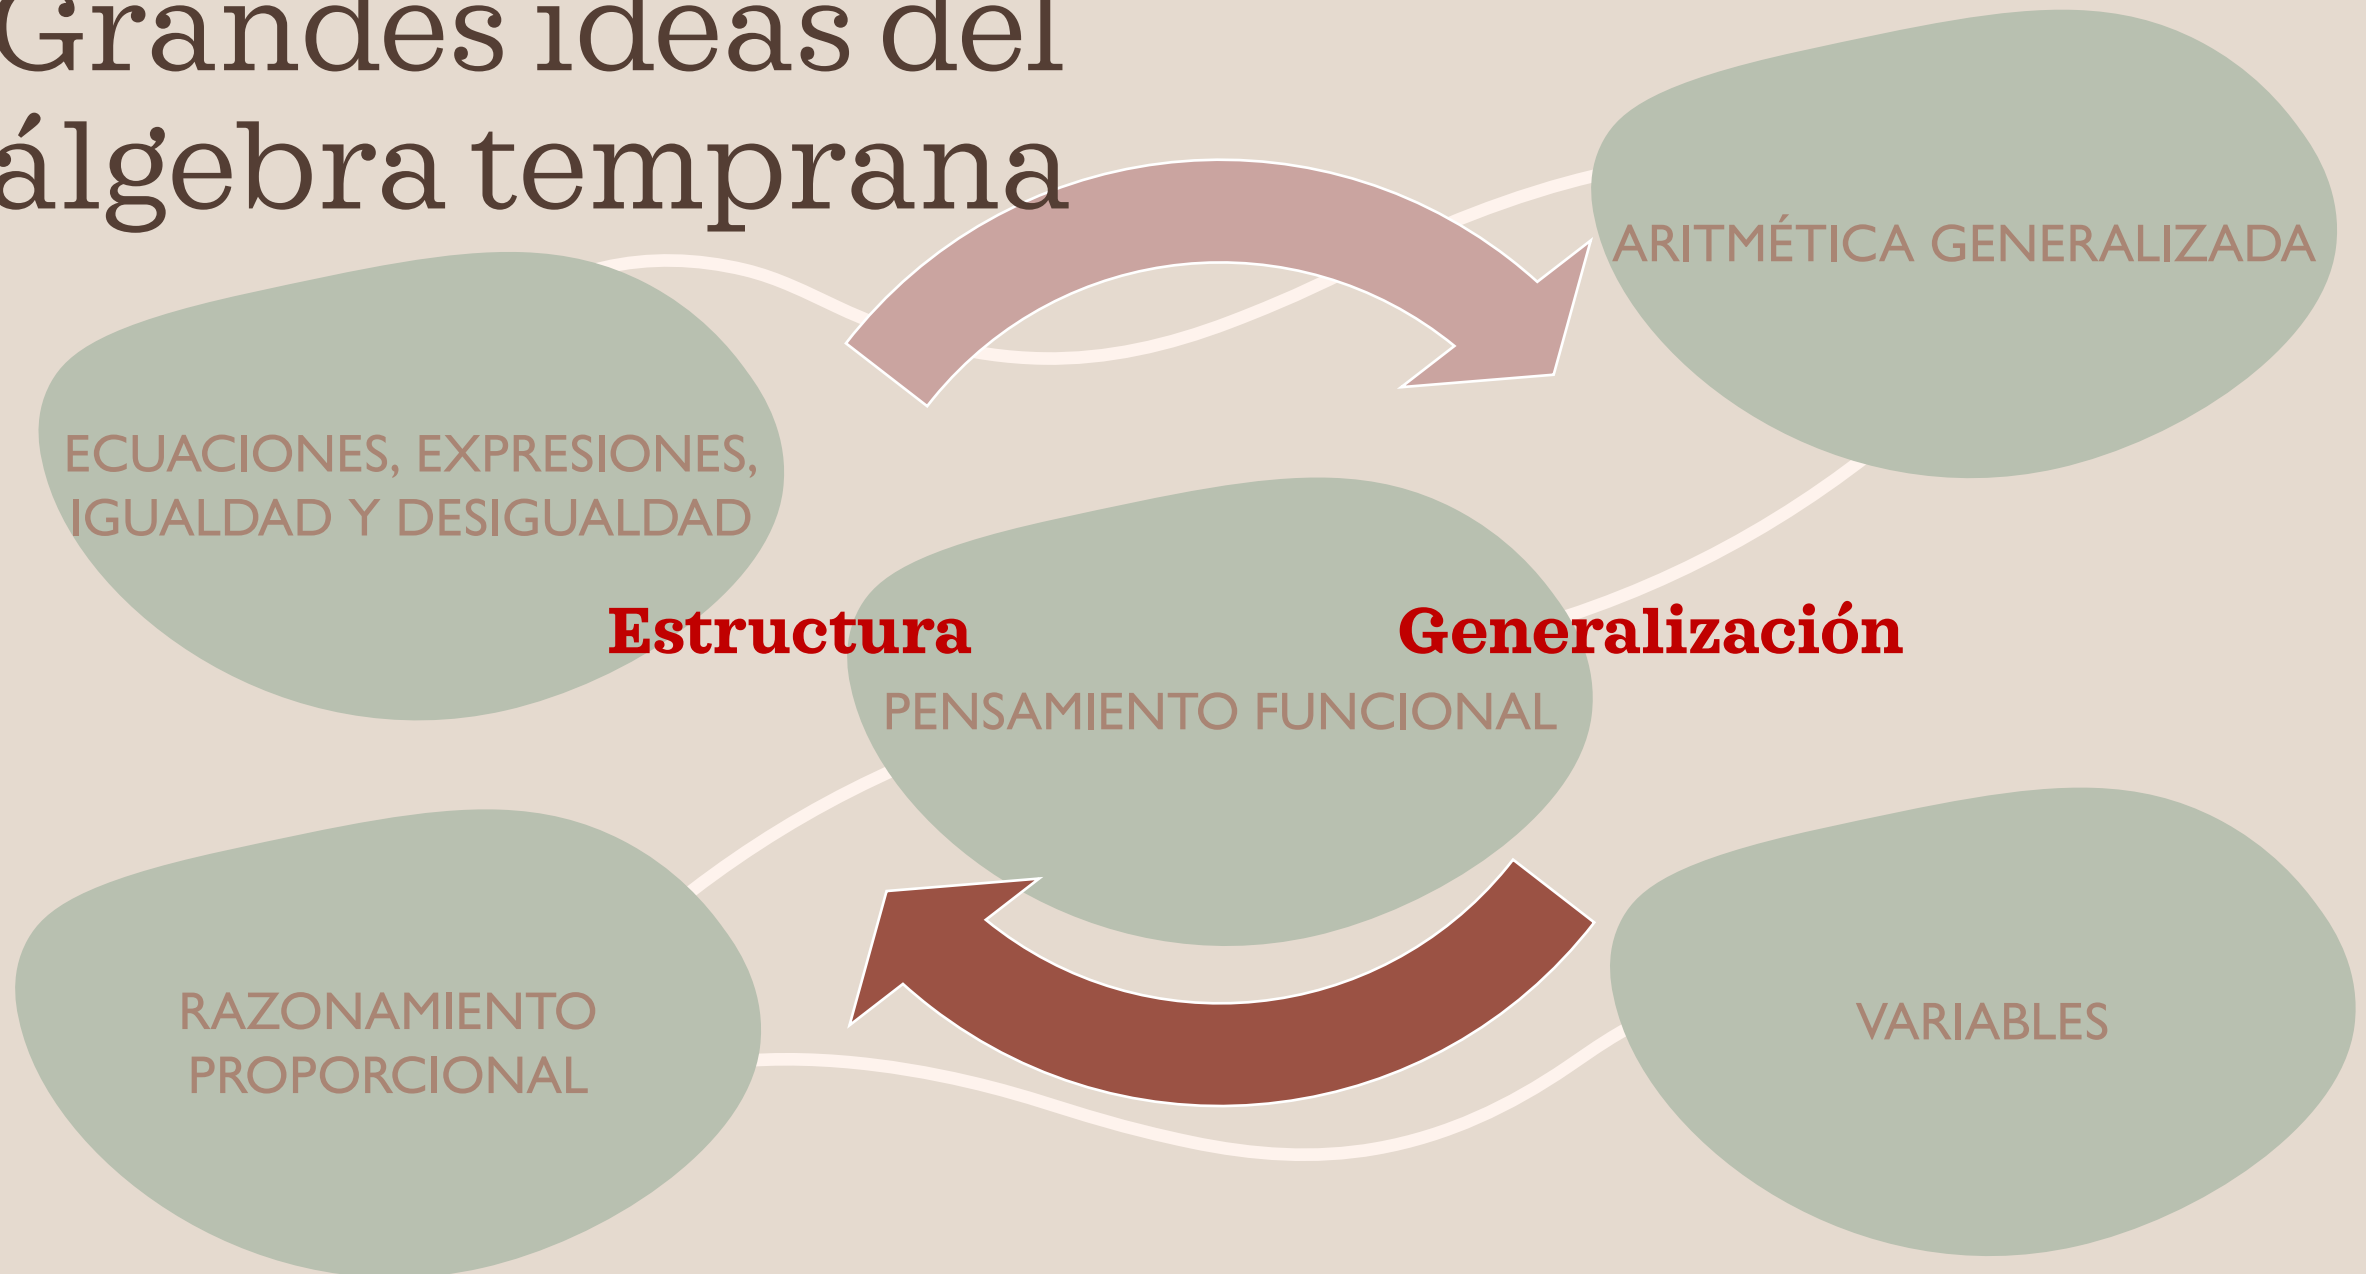 Grandes ideas del
álgebra temprana
ARITMÉTICA GENERALIZADA
ECUACIONES, EXPRESIONES,
IGUALDAD Y DESIGUALDAD
Estructura
Generalización
PENSAMIENTO FUNCIONAL
RAZONAMIENTO
PROPORCIONAL
VARIABLES